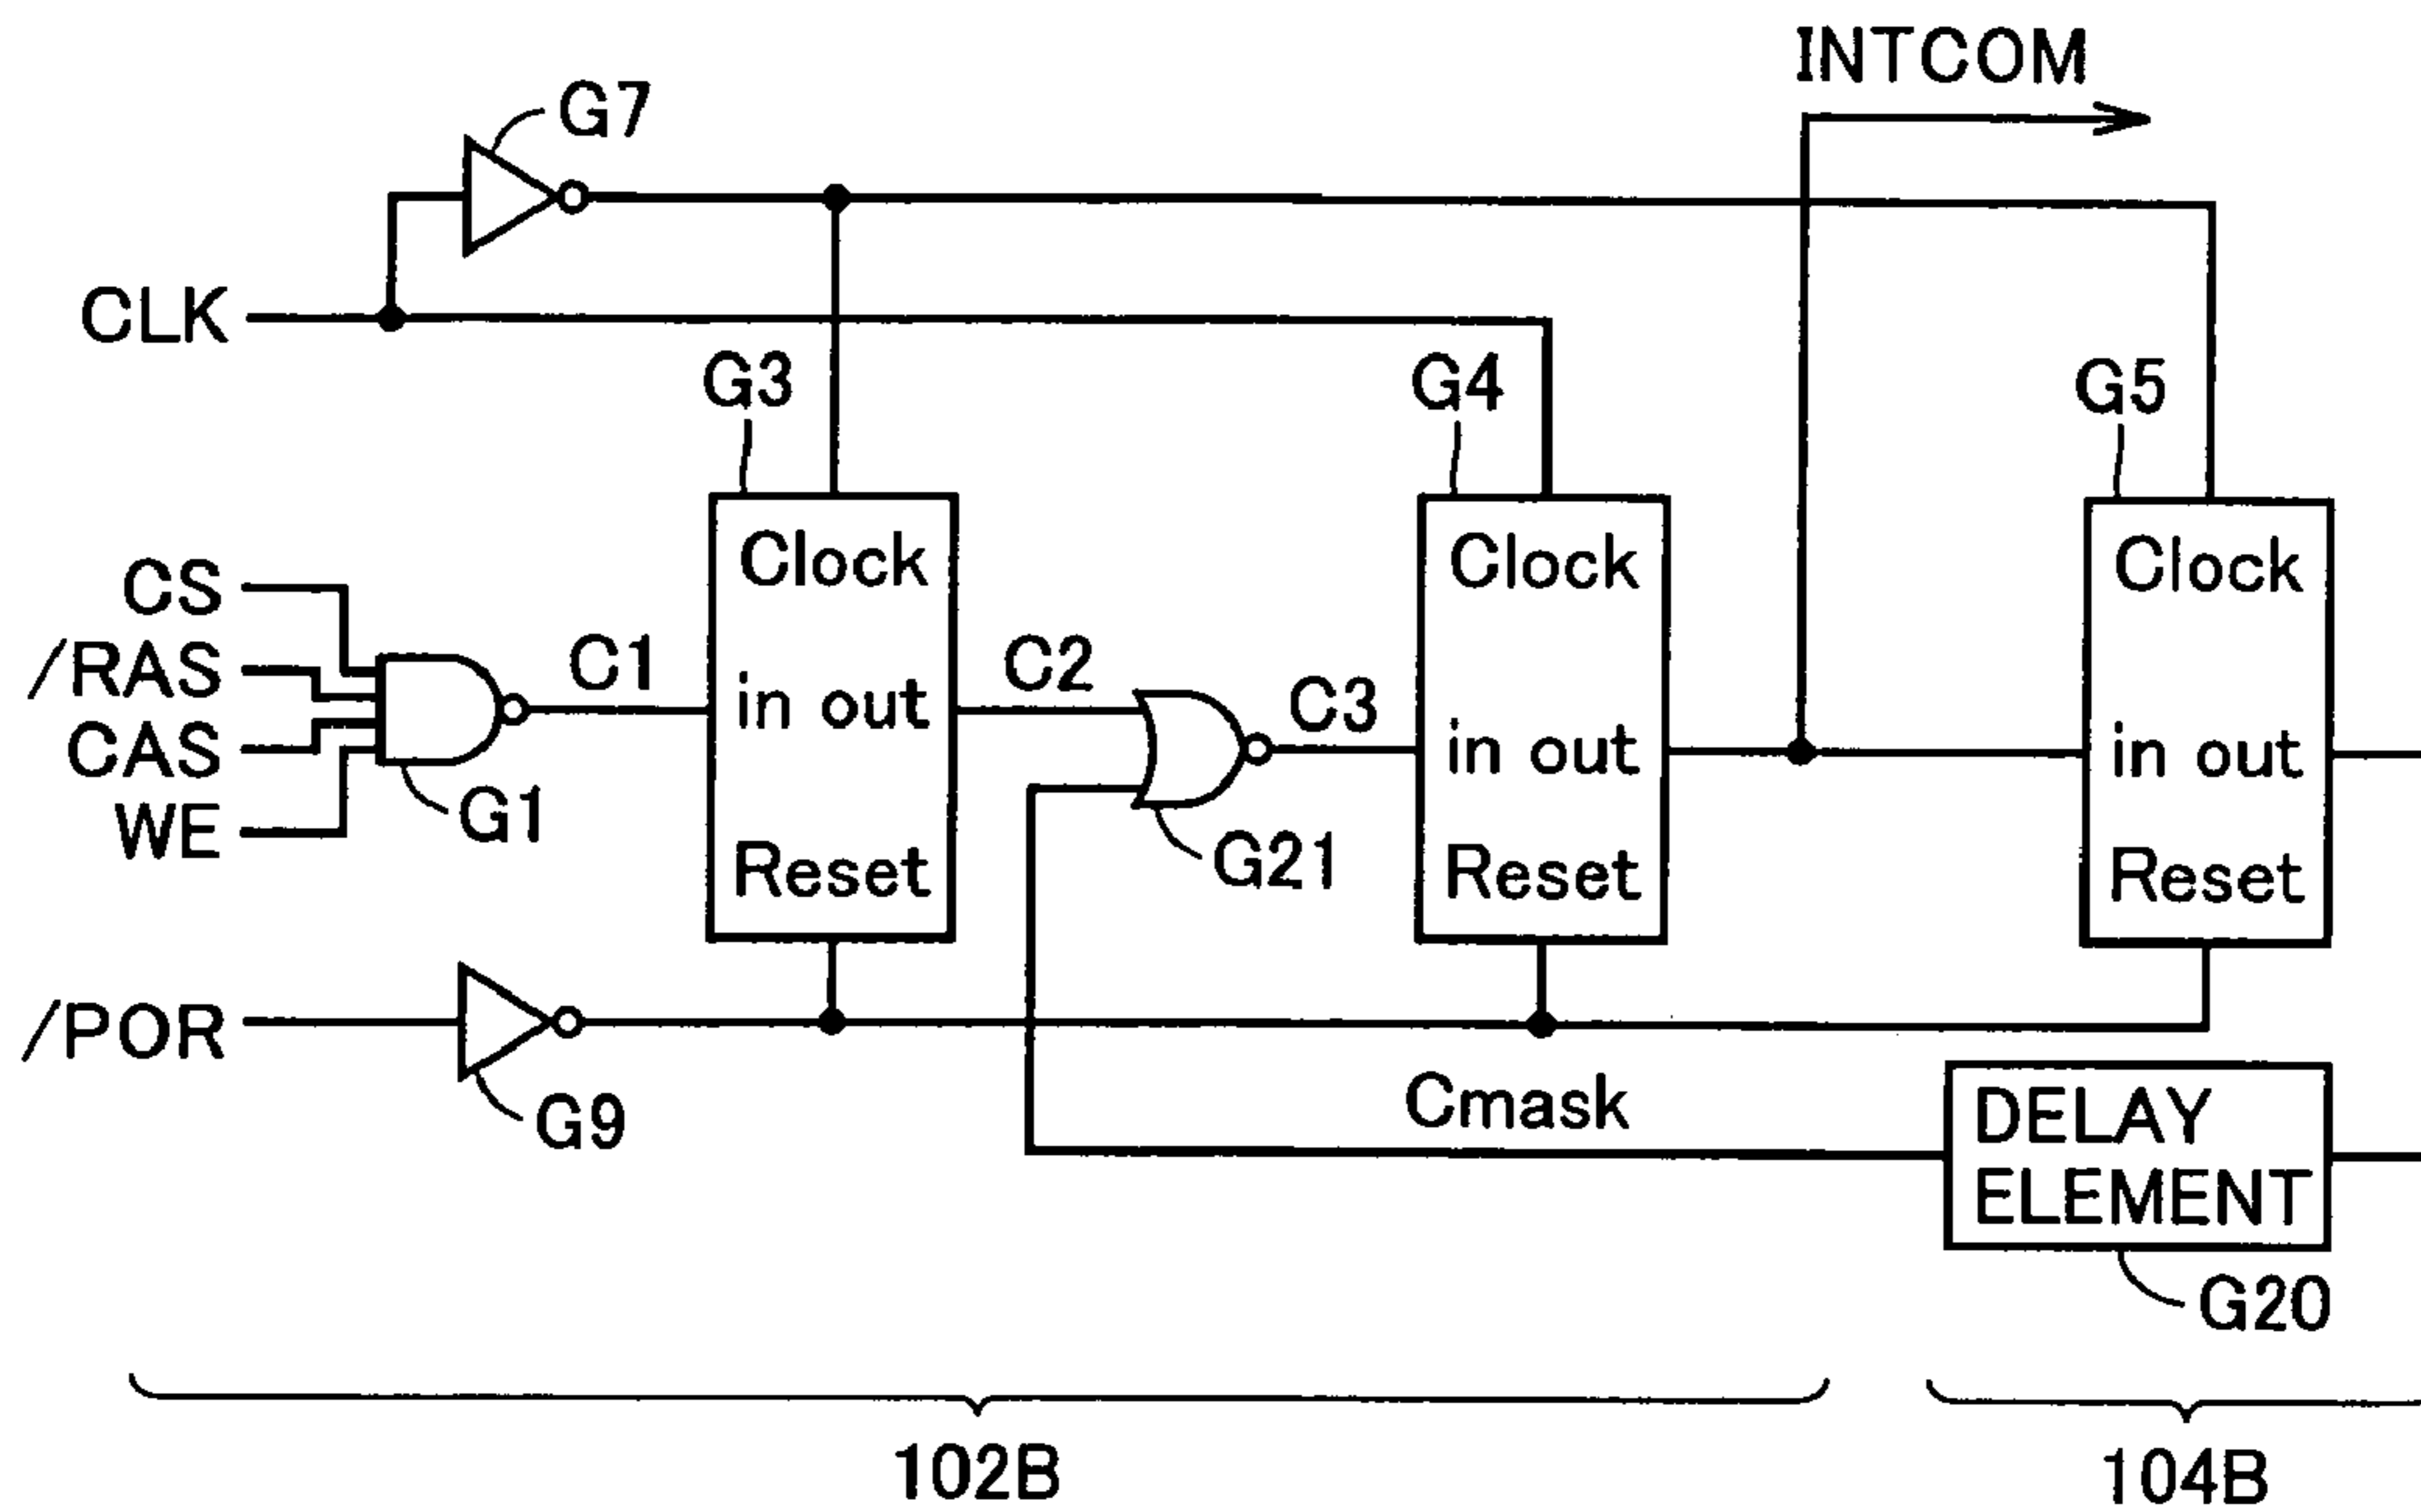 INTCOM
G7
CLK
G3
G4
G5
Clock
Clock
Clock
CS
/RAS
CAS
WE
G1
C1
in out
C2
G21
C3
in out
in out
Reset
Reset
Reset
/POR
G9
Cmask
DELAY
ELEMENT
G20
102B
104B